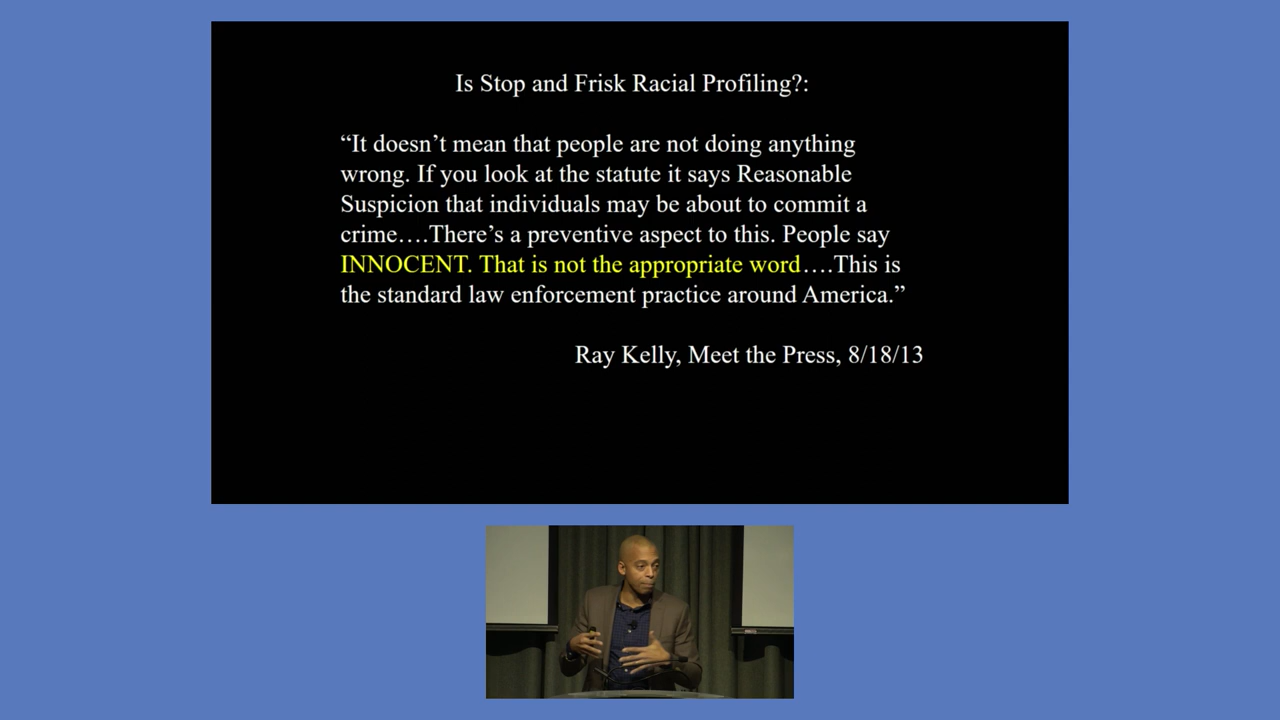 Is Stop and Frisk Racial Profiling?:
“It doesn’t mean that people are not doing anything
wrong. If you look at the statute it says Reasonable
Suspicion that individuals may be about to commit a
crime….There’s a preventive aspect to this. People say
INNOCENT. That is not the appropriate word….This is
the standard law enforcement practice around America.”
Ray Kelly, Meet the Press, 8/18/13